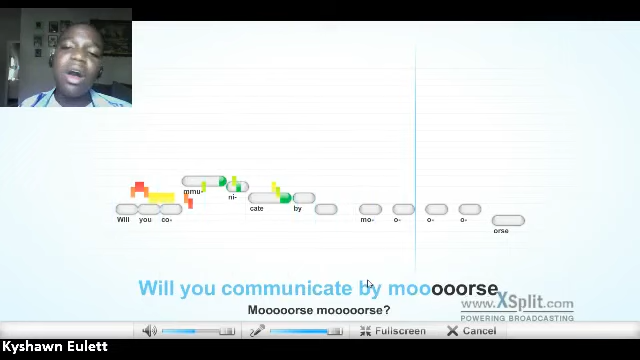 mmu-
ni-
cate
by
Will
you
co-
mo-
o-
o-
o-
orse
Will you communicate by moooooorse
www.XSplit.com
Mooooorse mooooorse?
POWERING BROADCASTING
Fullscreen
Cancel
Kyshawn Eulett